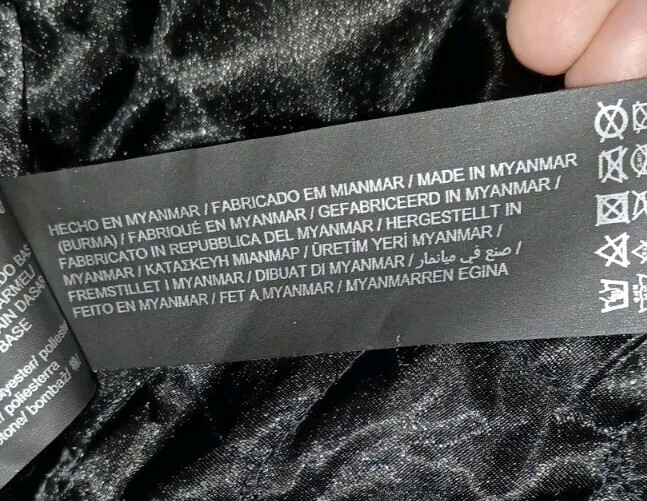 HECHO EN MYANMAR / FABRICADO EM MIANMAR / MADE IN MYANMAR
(BURMA) / FABRIQUÉ EN MYANMAR / GEFABRICEERD IN MYANMAR /
FABBRICATO IN REPUBBLICA DEL MYANMAR / HERGESTELLT IN
MYANMAR / ΚΑΤΑΣΚΕΥΗ ΜΙΑΝΜΑΡ / ÜRETİM YERİ MYANMAR /
FREMSTILLET I MYANMAR / DIBUAT DI MYANMAR / صنع في ميانمار /
FEITO EN MYANMAR / FET A MYANMAR / MYANMARREN EGINA
BASE
poliesterra